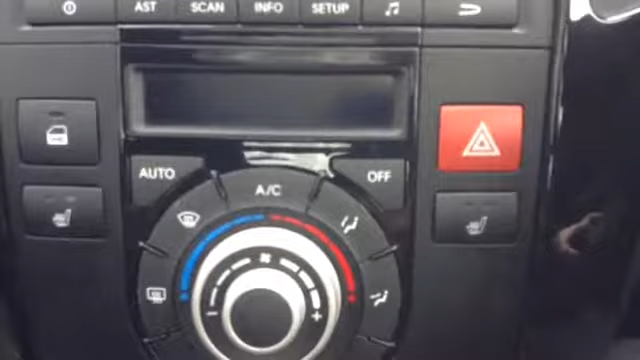 AST SCAN INFO SETUP
AUTO OFF
A/C
- +